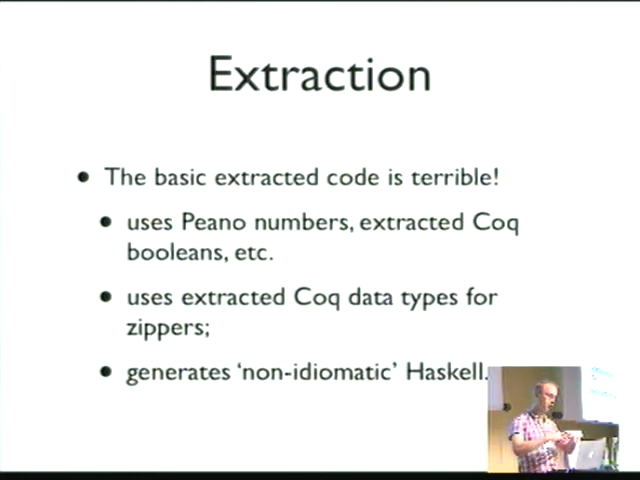 Extraction
• The basic extracted code is terrible!
• uses Peano numbers, extracted Coq
booleans, etc.
• uses extracted Coq data types for
zippers;
• generates ‘non-idiomatic’ Haskell.